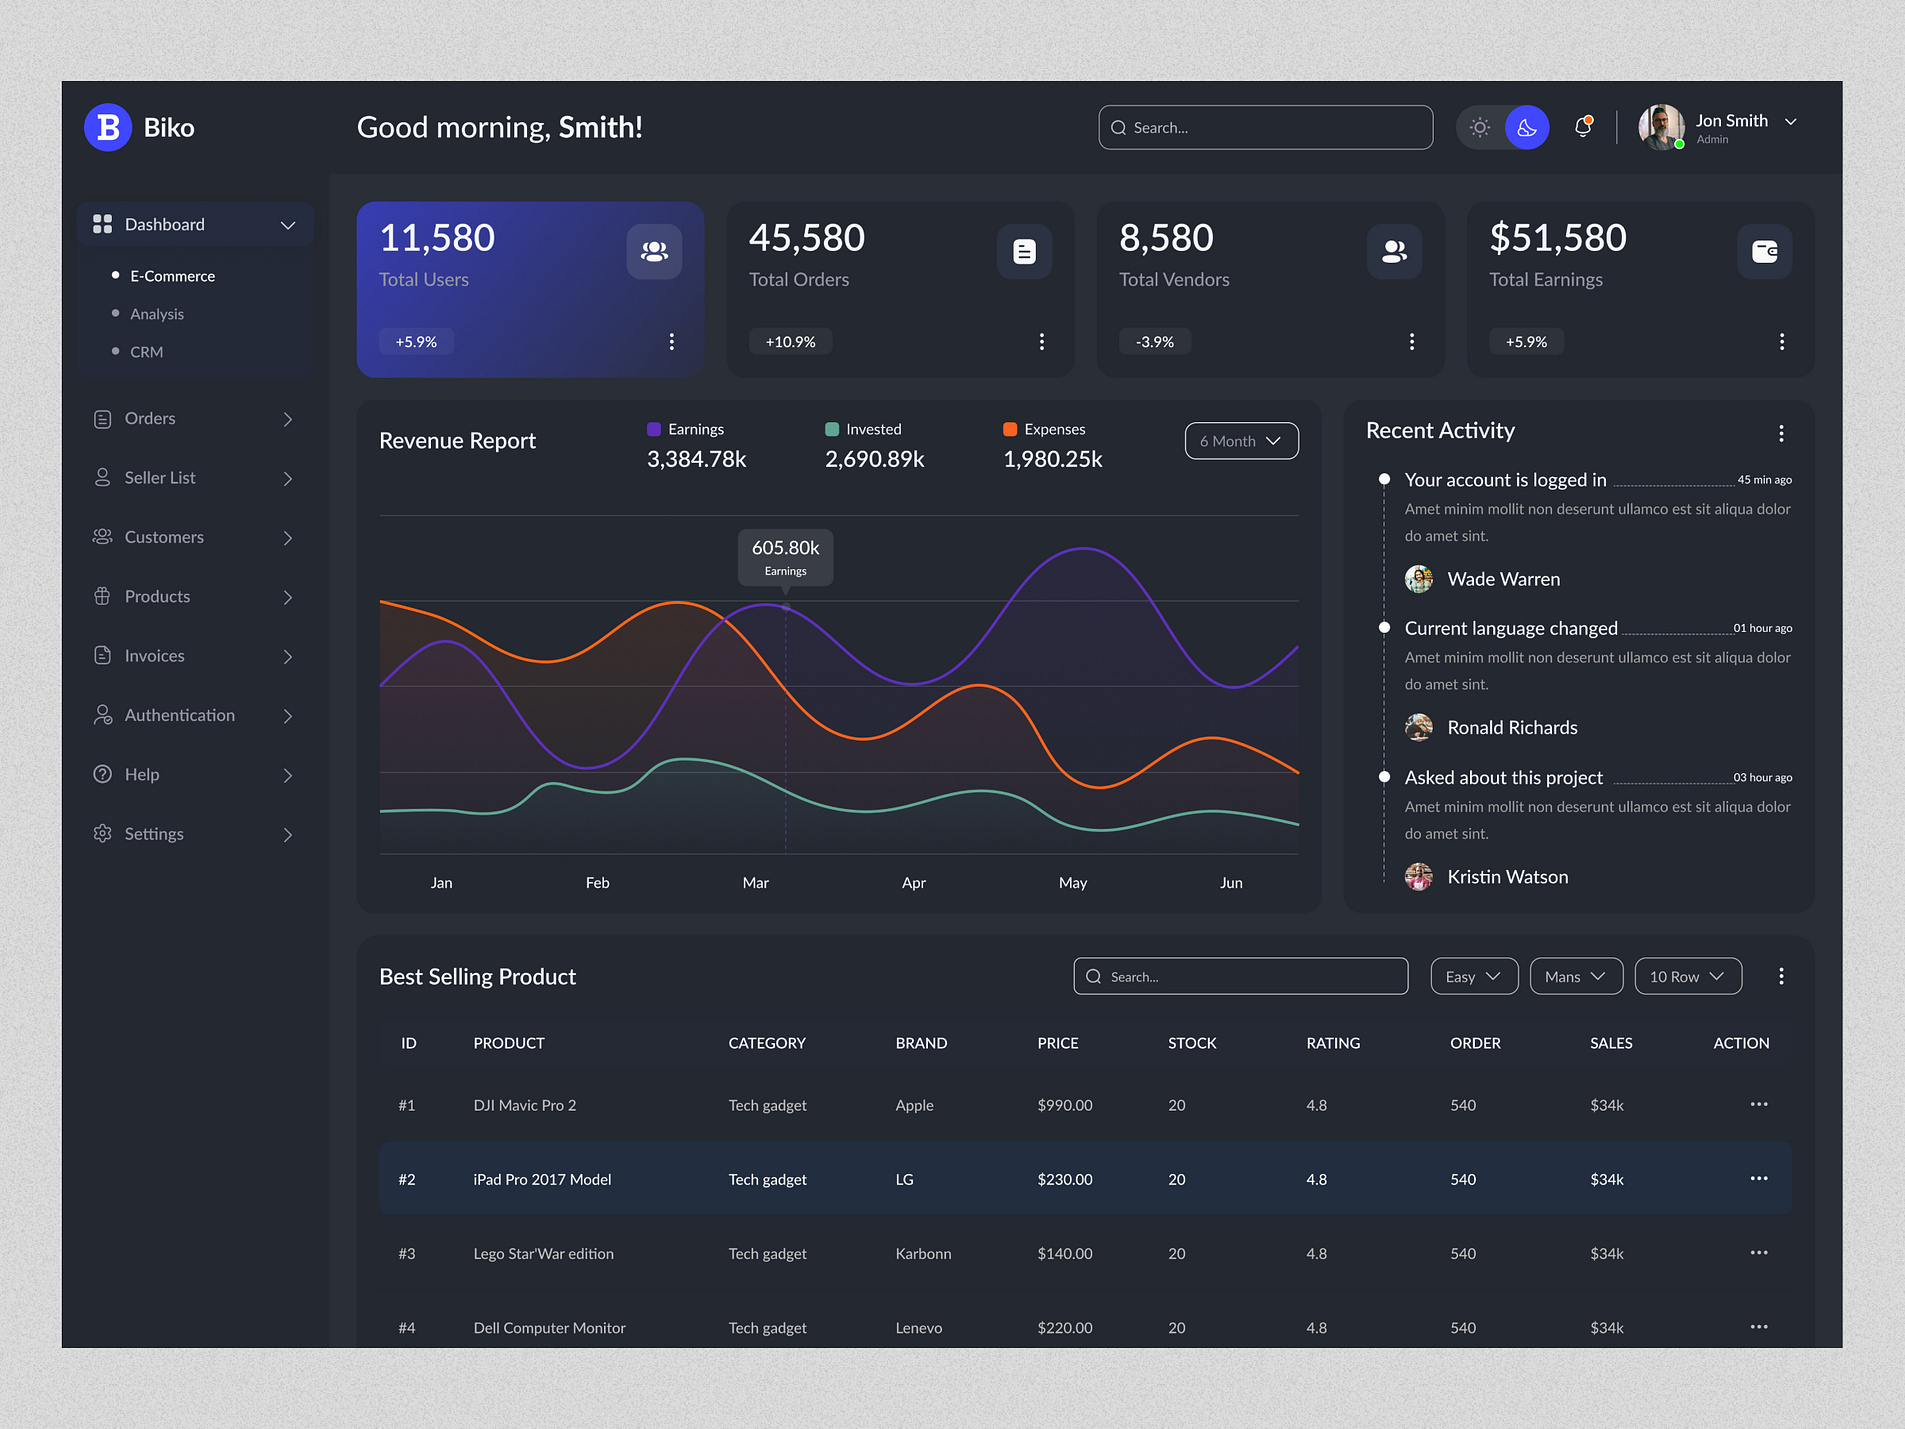 B Biko
Good morning, Smith!
Search...
Jon Smith
Admin
Dashboard
E-Commerce
Analysis
CRM
Orders
Seller List
Customers
Products
Invoices
Authentication
Help
Settings
11,580
Total Users
+5.9%
45,580
Total Orders
+10.9%
8,580
Total Vendors
-3.9%
$51,580
Total Earnings
+5.9%
Revenue Report
Earnings
3,384.78k
Invested
2,690.89k
Expenses
1,980.25k
6 Month
605.80k
Earnings
Jan Feb Mar Apr May Jun
Recent Activity
Your account is logged in 45 min ago
Amet minim mollit non deserunt ullamco est sit aliqua dolor
do amet sint.
Wade Warren
Current language changed 01 hour ago
Amet minim mollit non deserunt ullamco est sit aliqua dolor
do amet sint.
Ronald Richards
Asked about this project 03 hour ago
Amet minim mollit non deserunt ullamco est sit aliqua dolor
do amet sint.
Kristin Watson
Best Selling Product
Search...
Easy
Mans
10 Row
ID PRODUCT CATEGORY BRAND PRICE STOCK RATING ORDER SALES ACTION
#1 DJI Mavic Pro 2 Tech gadget Apple $990.00 20 4.8 540 $34k
#2 iPad Pro 2017 Model Tech gadget LG $230.00 20 4.8 540 $34k
#3 Lego Star'War edition Tech gadget Karbonn $140.00 20 4.8 540 $34k
#4 Dell Computer Monitor Tech gadget Lenevo $220.00 20 4.8 540 $34k